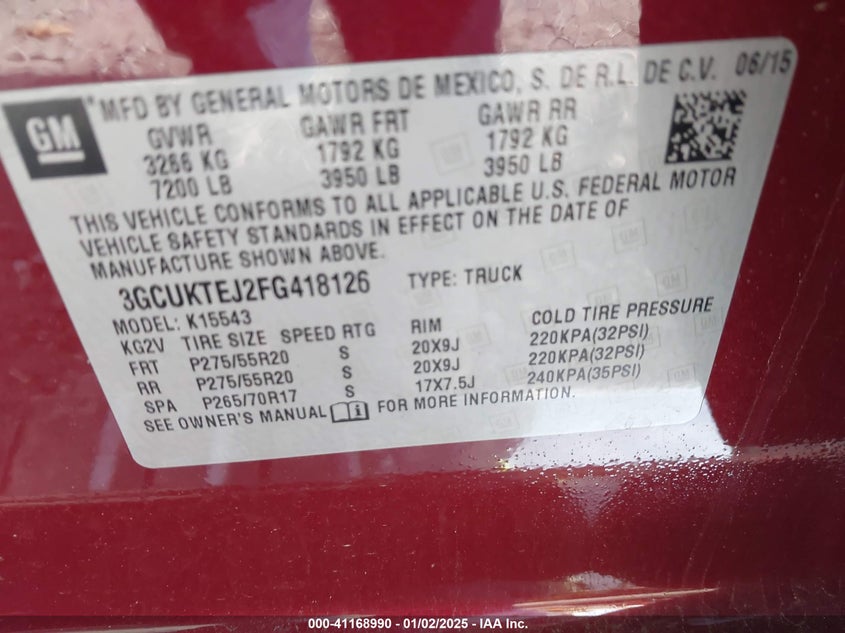 GM
MFD BY GENERAL MOTORS DE MEXICO, S. DE R.L. DE C.V. 06/15
GVWR GAWR FRT GAWR RR
3266 KG 1792 KG 1792 KG
7200 LB 3950 LB 3950 LB
THIS VEHICLE CONFORMS TO ALL APPLICABLE U.S. FEDERAL MOTOR
VEHICLE SAFETY STANDARDS IN EFFECT ON THE DATE OF
MANUFACTURE SHOWN ABOVE.
3GCUKTEJ2FG418126 TYPE: TRUCK
MODEL: K15543
KG2V TIRE SIZE SPEED RTG RIM COLD TIRE PRESSURE
FRT P275/55R20 S 20X9J 220KPA(32PSI)
RR P275/55R20 S 20X9J 220KPA(32PSI)
SPA P265/70R17 S 17X7.5J 240KPA(35PSI)
SEE OWNER'S MANUAL FOR MORE INFORMATION.
000-41168990 - 01/02/2025 - IAA Inc.